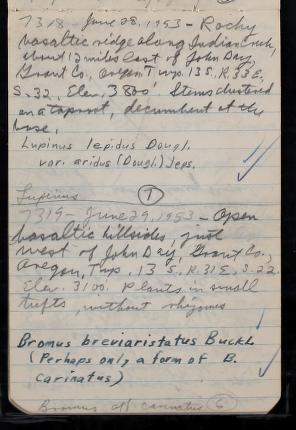 7318 - June 28, 1953 - Rocky
basaltic ridge along Indian Creek,
about 12 miles East of John Day,
Grant Co., Oregon Twp. 13 S, R 33 E,
S. 32. Elev. 3800'. Stems clustered
on a taproot, decumbent at the
base.
Lupinus lepidus Dougl.
var. aridus (Dougl.) Jeps.
Lupinus 7
7319 - June 29, 1953 - Open
basaltic hillsides, just
west of John Day, Grant Co.,
Oregon, Twp. 13 S, R 31 E, S. 22.
Elev. 3100. Plants in small
tufts, without rhizomes
Bromus breviaristatus Buckl.
(Perhaps only a form of B.
carinatus)
Bromus aff carinatus 6